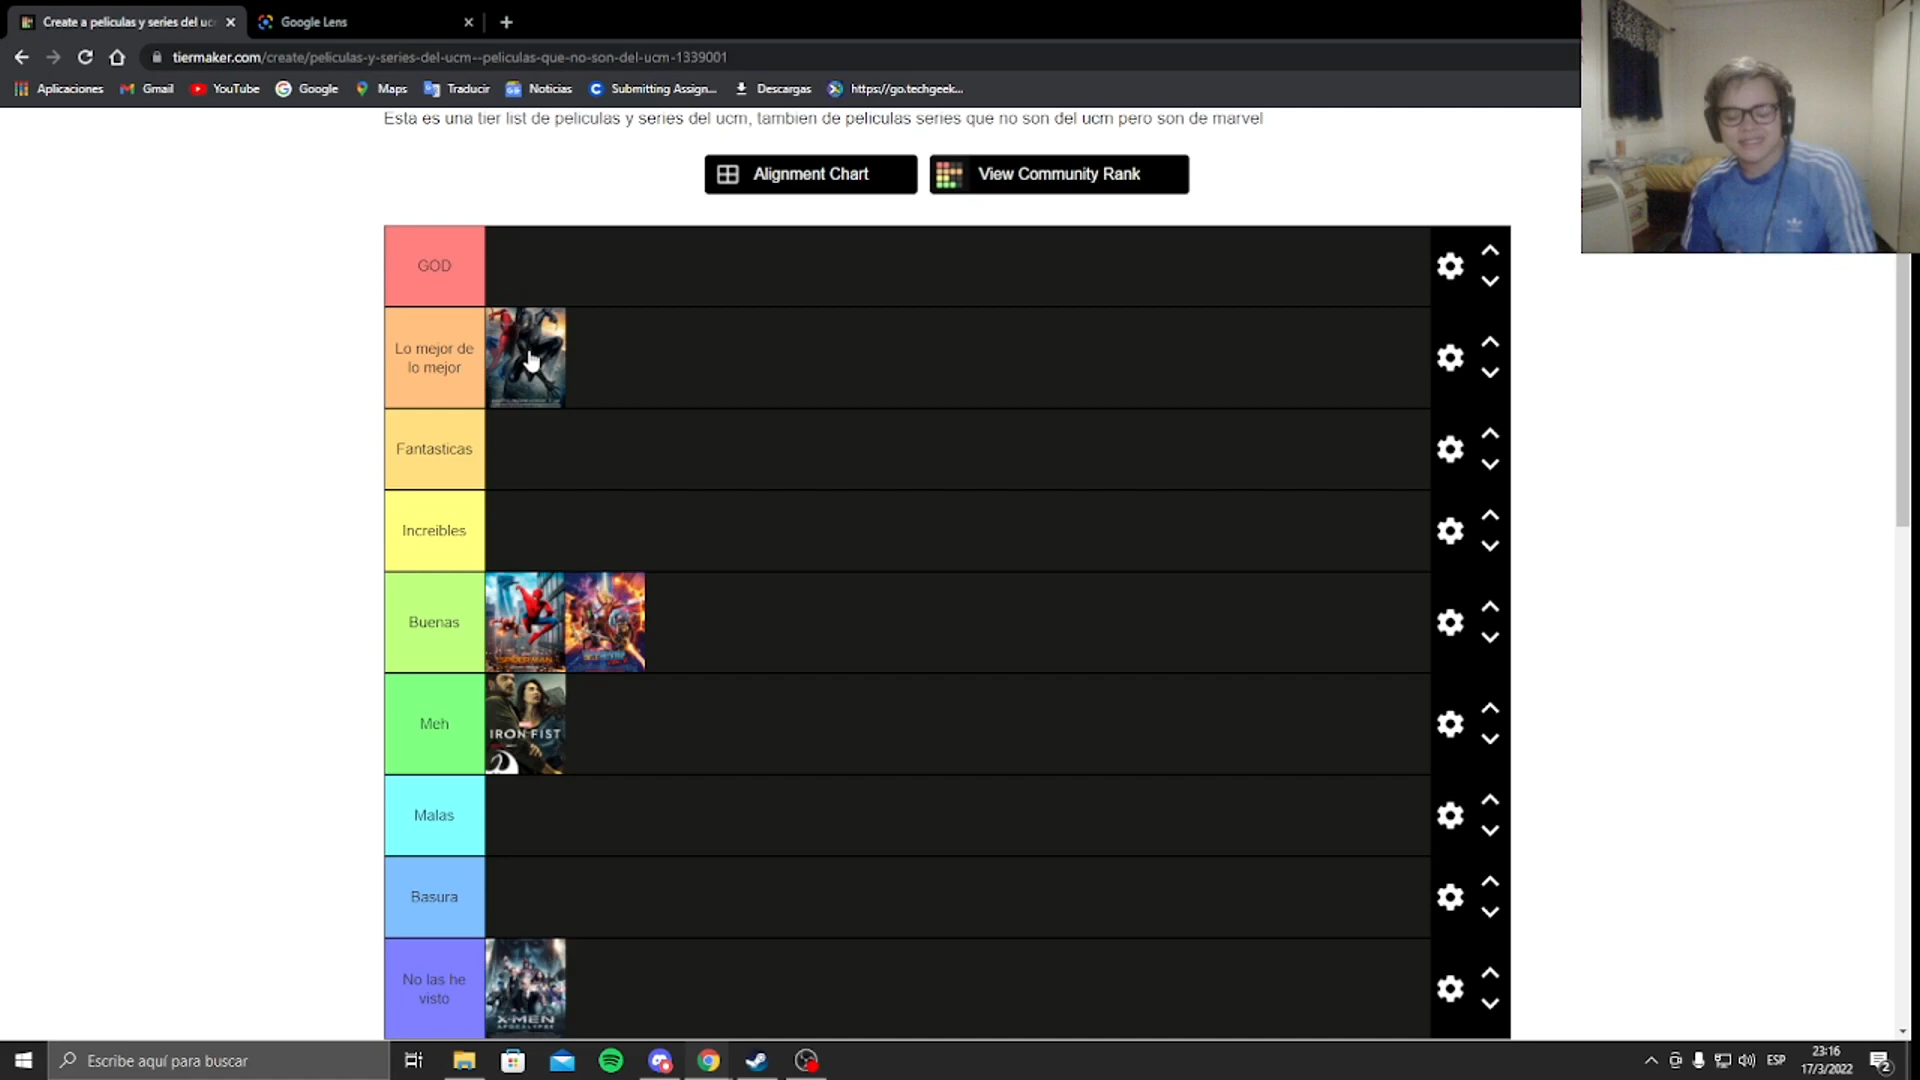 Create a peliculas y series del uc
Google Lens
tiermaker.com/create/peliculas-y-series-del-ucm--peliculas-que-no-son-del-ucm-1339001
Aplicaciones
Gmail
YouTube
Google
Maps
Traducir
Noticias
Submitting Assign...
Descargas
https://go.techgeek...
Esta es una tier list de peliculas y series del ucm, tambien de peliculas series que no son del ucm pero son de marvel
Alignment Chart
View Community Rank
GOD
Lo mejor de
lo mejor
Fantasticas
Increibles
Buenas
SPIDER-MAN
Meh
IRON FIST
Malas
Basura
No las he
visto
X-MEN
APOCALYPSE
Escribe aquí para buscar
ESP
23:16
17/3/2022
2